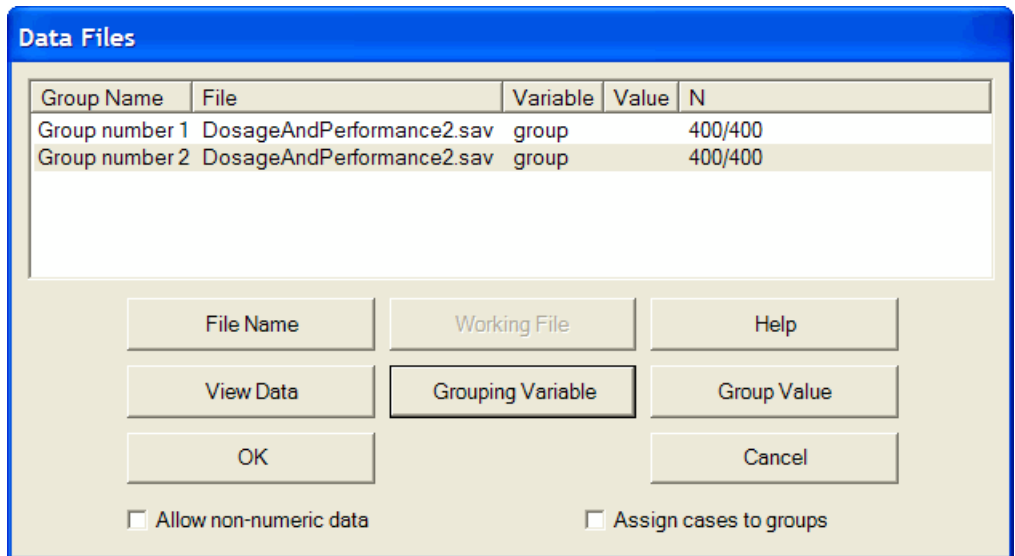 Data Files
Group Name File Variable Value N
Group number 1 DosageAndPerformance2.sav group 400/400
Group number 2 DosageAndPerformance2.sav group 400/400
File Name Working File Help
View Data Grouping Variable Group Value
OK Cancel
Allow non-numeric data Assign cases to groups